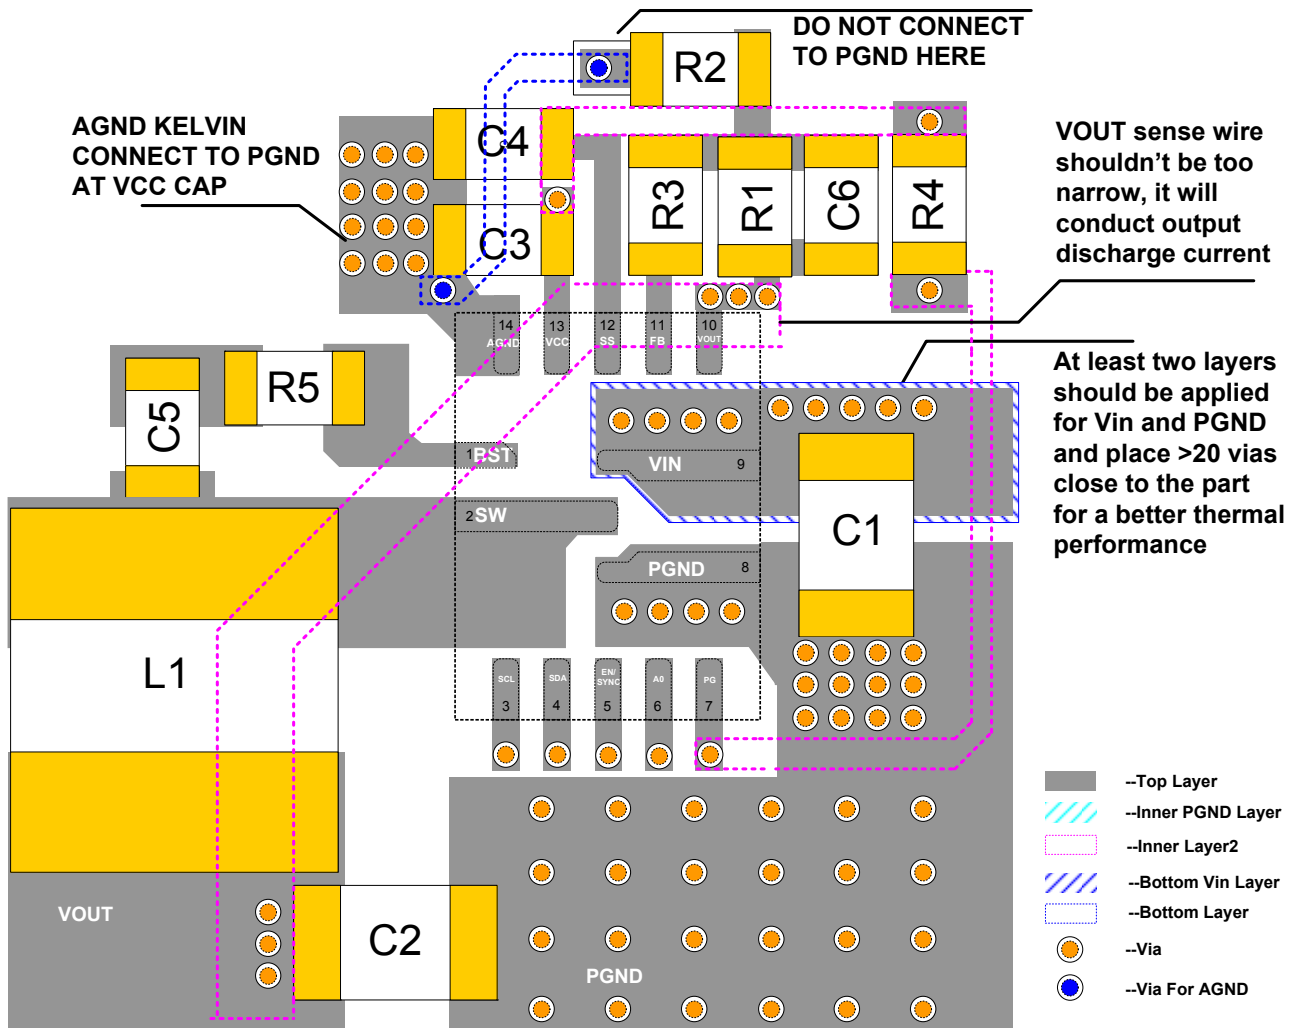 DO NOT CONNECT
TO PGND HERE
R2
AGND KELVIN
CONNECT TO PGND
AT VCC CAP
C4
C3
R3
R1
C6
R4
VOUT sense wire
shouldn't be too
narrow, it will
conduct output
discharge current
14
AGND
13
VCC
12
SS
11
FB
10
VOUT
At least two layers
should be applied
for Vin and PGND
and place >20 vias
close to the part
for a better thermal
performance
C5
R5
1
BST
VIN
9
2
SW
C1
PGND
8
L1
SCL
3
SDA
4
EN/
SYNC
5
A0
6
PG
7
--Top Layer
--Inner PGND Layer
--Inner Layer2
--Bottom Vin Layer
--Bottom Layer
--Via
--Via For AGND
VOUT
C2
PGND